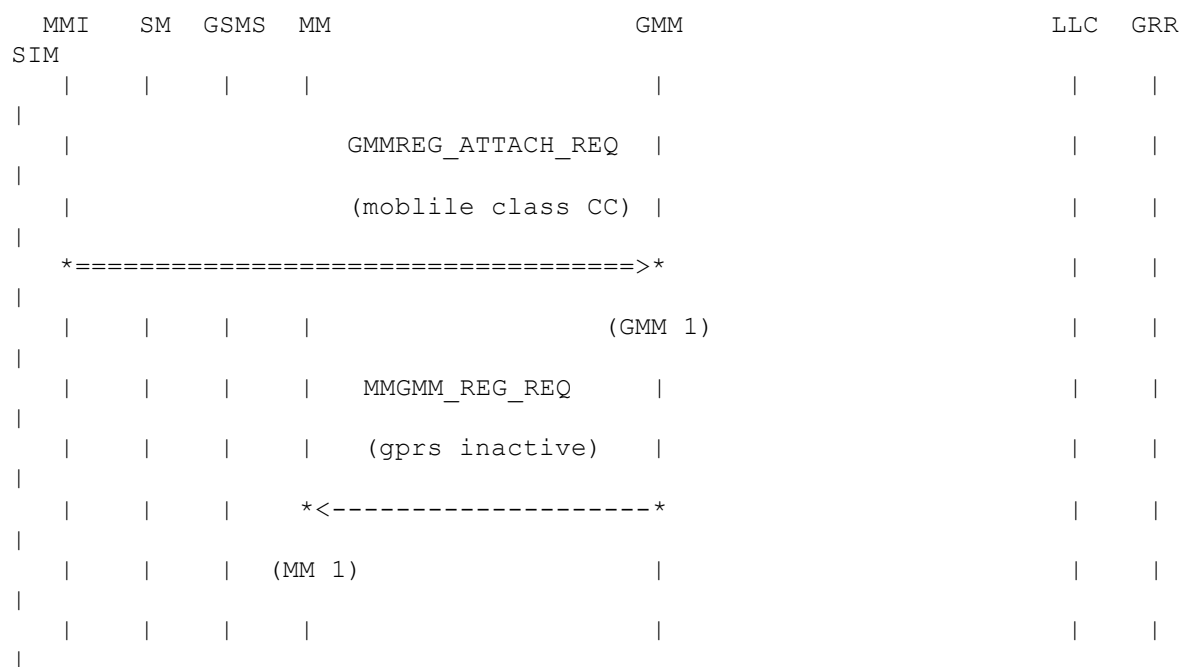 MMI SM GSMS MM GMM LLC GRR
SIM
| | | | | | |
|
| GMMREG_ATTACH_REQ | | |
|
| (moblile class CC) | | |
|
*===================================>* | |
|
| | | | (GMM 1) | |
|
| | | | MMGMM_REG_REQ | | |
|
| | | | (gprs inactive) | | |
|
| | | *<--------------------* | |
|
| | | (MM 1) | | |
|
| | | | | | |
|